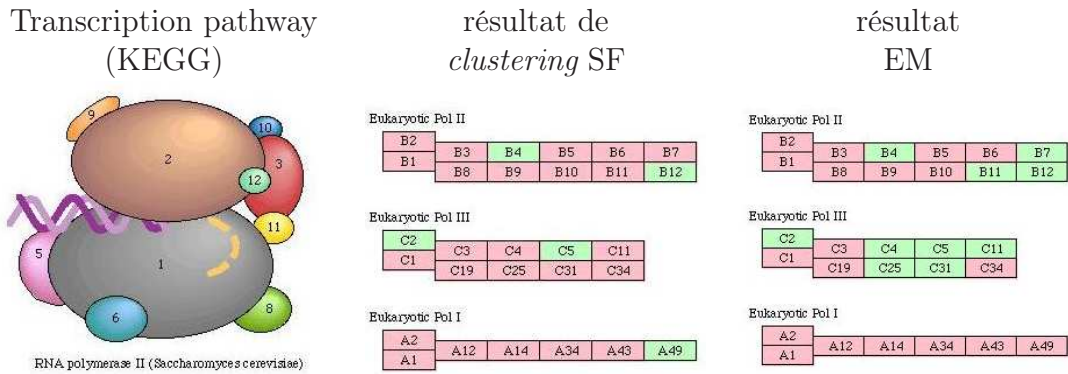 Transcription pathway
(KEGG)
résultat de
clustering SF
résultat
EM
9
10
2
3
12
11
5
1
6
8
RNA polymerase II (Saccharomyces cerevisiae)
Eukaryotic Pol II
B2
B1
B3 B4 B5 B6 B7
B8 B9 B10 B11 B12
Eukaryotic Pol III
C2
C1
C3 C4 C5 C11
C19 C25 C31 C34
Eukaryotic Pol I
A2
A1
A12 A14 A34 A43 A49
Eukaryotic Pol II
B2
B1
B3 B4 B5 B6 B7
B8 B9 B10 B11 B12
Eukaryotic Pol III
C2
C1
C3 C4 C5 C11
C19 C25 C31 C34
Eukaryotic Pol I
A2
A1
A12 A14 A34 A43 A49